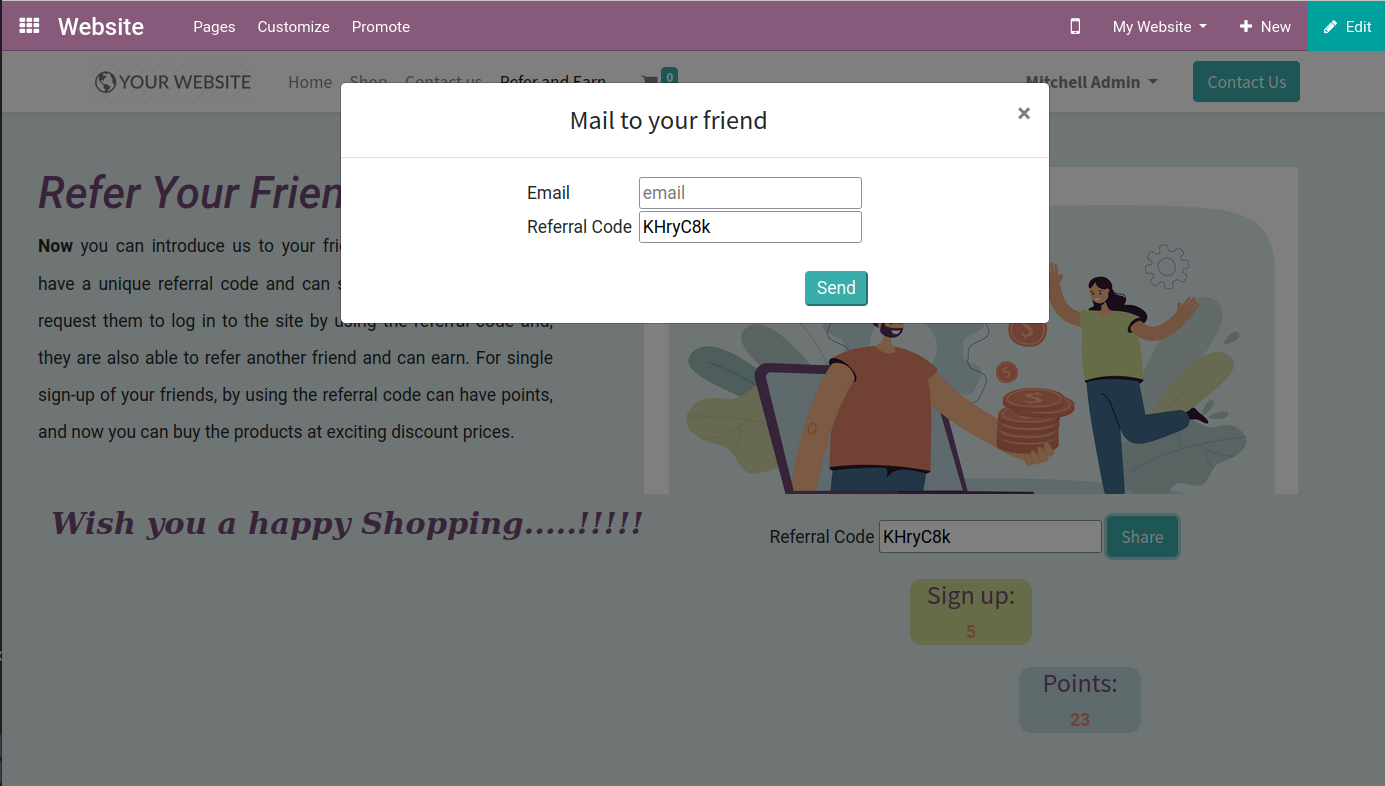 Website Pages Customize Promote My Website New Edit
YOUR WEBSITE Home Shop Contact us Refer and Earn 0 Mitchell Admin Contact Us
Mail to your friend ×
Email email
Referral Code KHryC8k
Send
Refer Your Frien
Now you can introduce us to your fri
have a unique referral code and can s
request them to log in to the site by using the referral code and,
they are also able to refer another friend and can earn. For single
sign-up of your friends, by using the referral code can have points,
and now you can buy the products at exciting discount prices.
Wish you a happy Shopping.....!!!!!
Referral Code KHryC8k Share
Sign up:
5
Points:
23